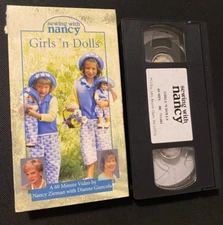 sewing with
nancy
Girls 'n Dolls
A 60 Minute Video by
Nancy Zieman with Dianne Giancola
sewing with
nancy